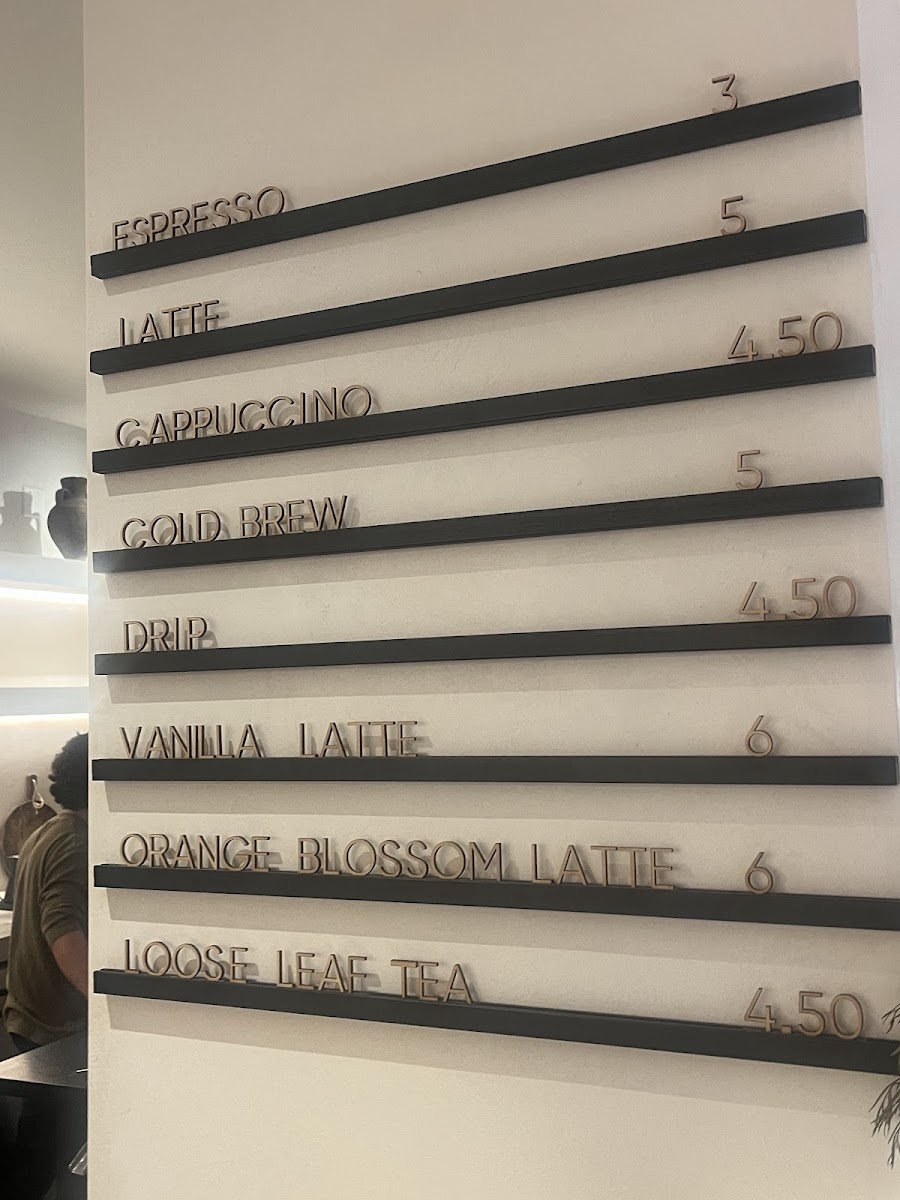 ESPRESSO 3
LATTE 5
CAPPUCCINO 4.50
COLD BREW 5
DRIP 4.50
VANILLA LATTE 6
ORANGE BLOSSOM LATTE 6
LOOSE LEAF TEA 4.50